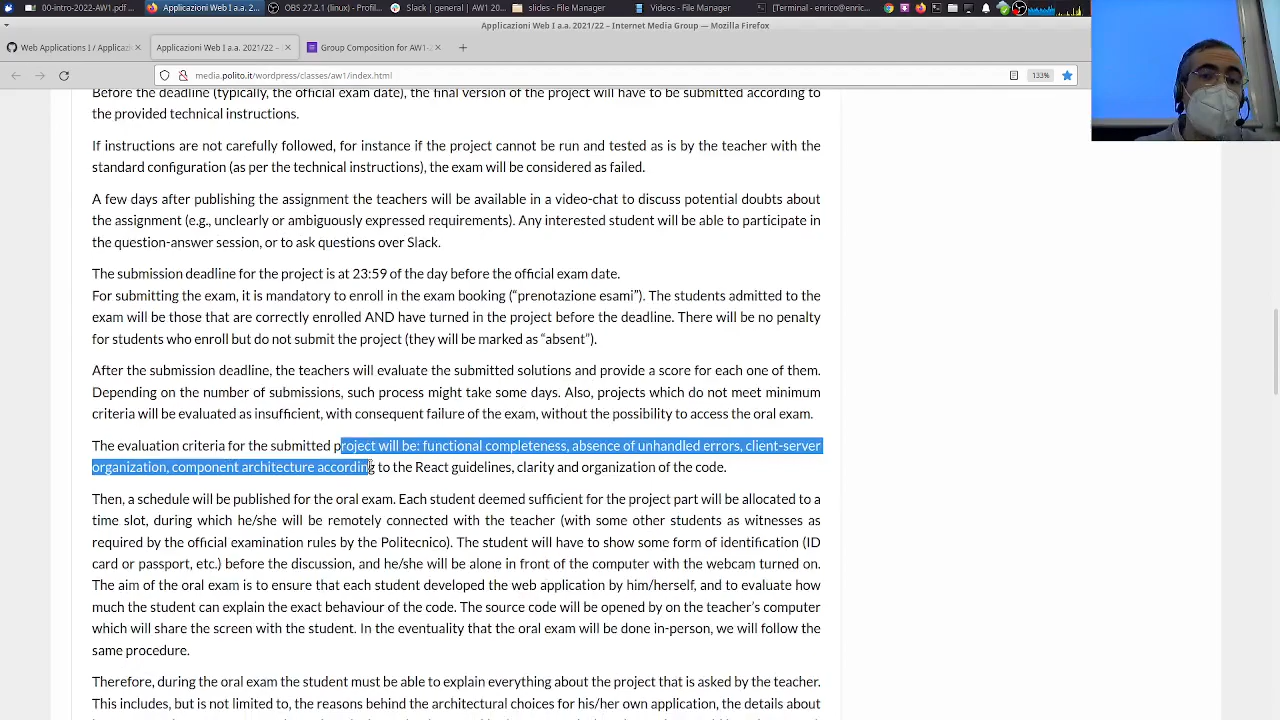 00-intro-2022-AW1.pdf...
Applicazioni Web I a.a. 2021/22 – ...
OBS 27.2.1 (linux) - Profilo...
Slack | general | AW1 20...
slides - File Manager
Videos - File Manager
[Terminal - enrico@enric...
Applicazioni Web I a.a. 2021/22 – Internet Media Group — Mozilla Firefox
Web Applications I / Applicaz
Applicazioni Web I a.a. 2021/22 –
Group Composition for AW1-
media.polito.it/wordpress/classes/aw1/index.html
133%
Before the deadline (typically, the official exam date), the final version of the project will have to be submitted according to
the provided technical instructions.
If instructions are not carefully followed, for instance if the project cannot be run and tested as is by the teacher with the
standard configuration (as per the technical instructions), the exam will be considered as failed.
A few days after publishing the assignment the teachers will be available in a video-chat to discuss potential doubts about
the assignment (e.g., unclearly or ambiguously expressed requirements). Any interested student will be able to participate in
the question-answer session, or to ask questions over Slack.
The submission deadline for the project is at 23:59 of the day before the official exam date.
For submitting the exam, it is mandatory to enroll in the exam booking (“prenotazione esami”). The students admitted to the
exam will be those that are correctly enrolled AND have turned in the project before the deadline. There will be no penalty
for students who enroll but do not submit the project (they will be marked as “absent”).
After the submission deadline, the teachers will evaluate the submitted solutions and provide a score for each one of them.
Depending on the number of submissions, such process might take some days. Also, projects which do not meet minimum
criteria will be evaluated as insufficient, with consequent failure of the exam, without the possibility to access the oral exam.
The evaluation criteria for the submitted project will be: functional completeness, absence of unhandled errors, client-server
organization, component architecture according to the React guidelines, clarity and organization of the code.
Then, a schedule will be published for the oral exam. Each student deemed sufficient for the project part will be allocated to a
time slot, during which he/she will be remotely connected with the teacher (with some other students as witnesses as
required by the official examination rules by the Politecnico). The student will have to show some form of identification (ID
card or passport, etc.) before the discussion, and he/she will be alone in front of the computer with the webcam turned on.
The aim of the oral exam is to ensure that each student developed the web application by him/herself, and to evaluate how
much the student can explain the exact behaviour of the code. The source code will be opened by on the teacher’s computer
which will share the screen with the student. In the eventuality that the oral exam will be done in-person, we will follow the
same procedure.
Therefore, during the oral exam the student must be able to explain everything about the project that is asked by the teacher.
This includes, but is not limited to, the reasons behind the architectural choices for his/her own application, the details about